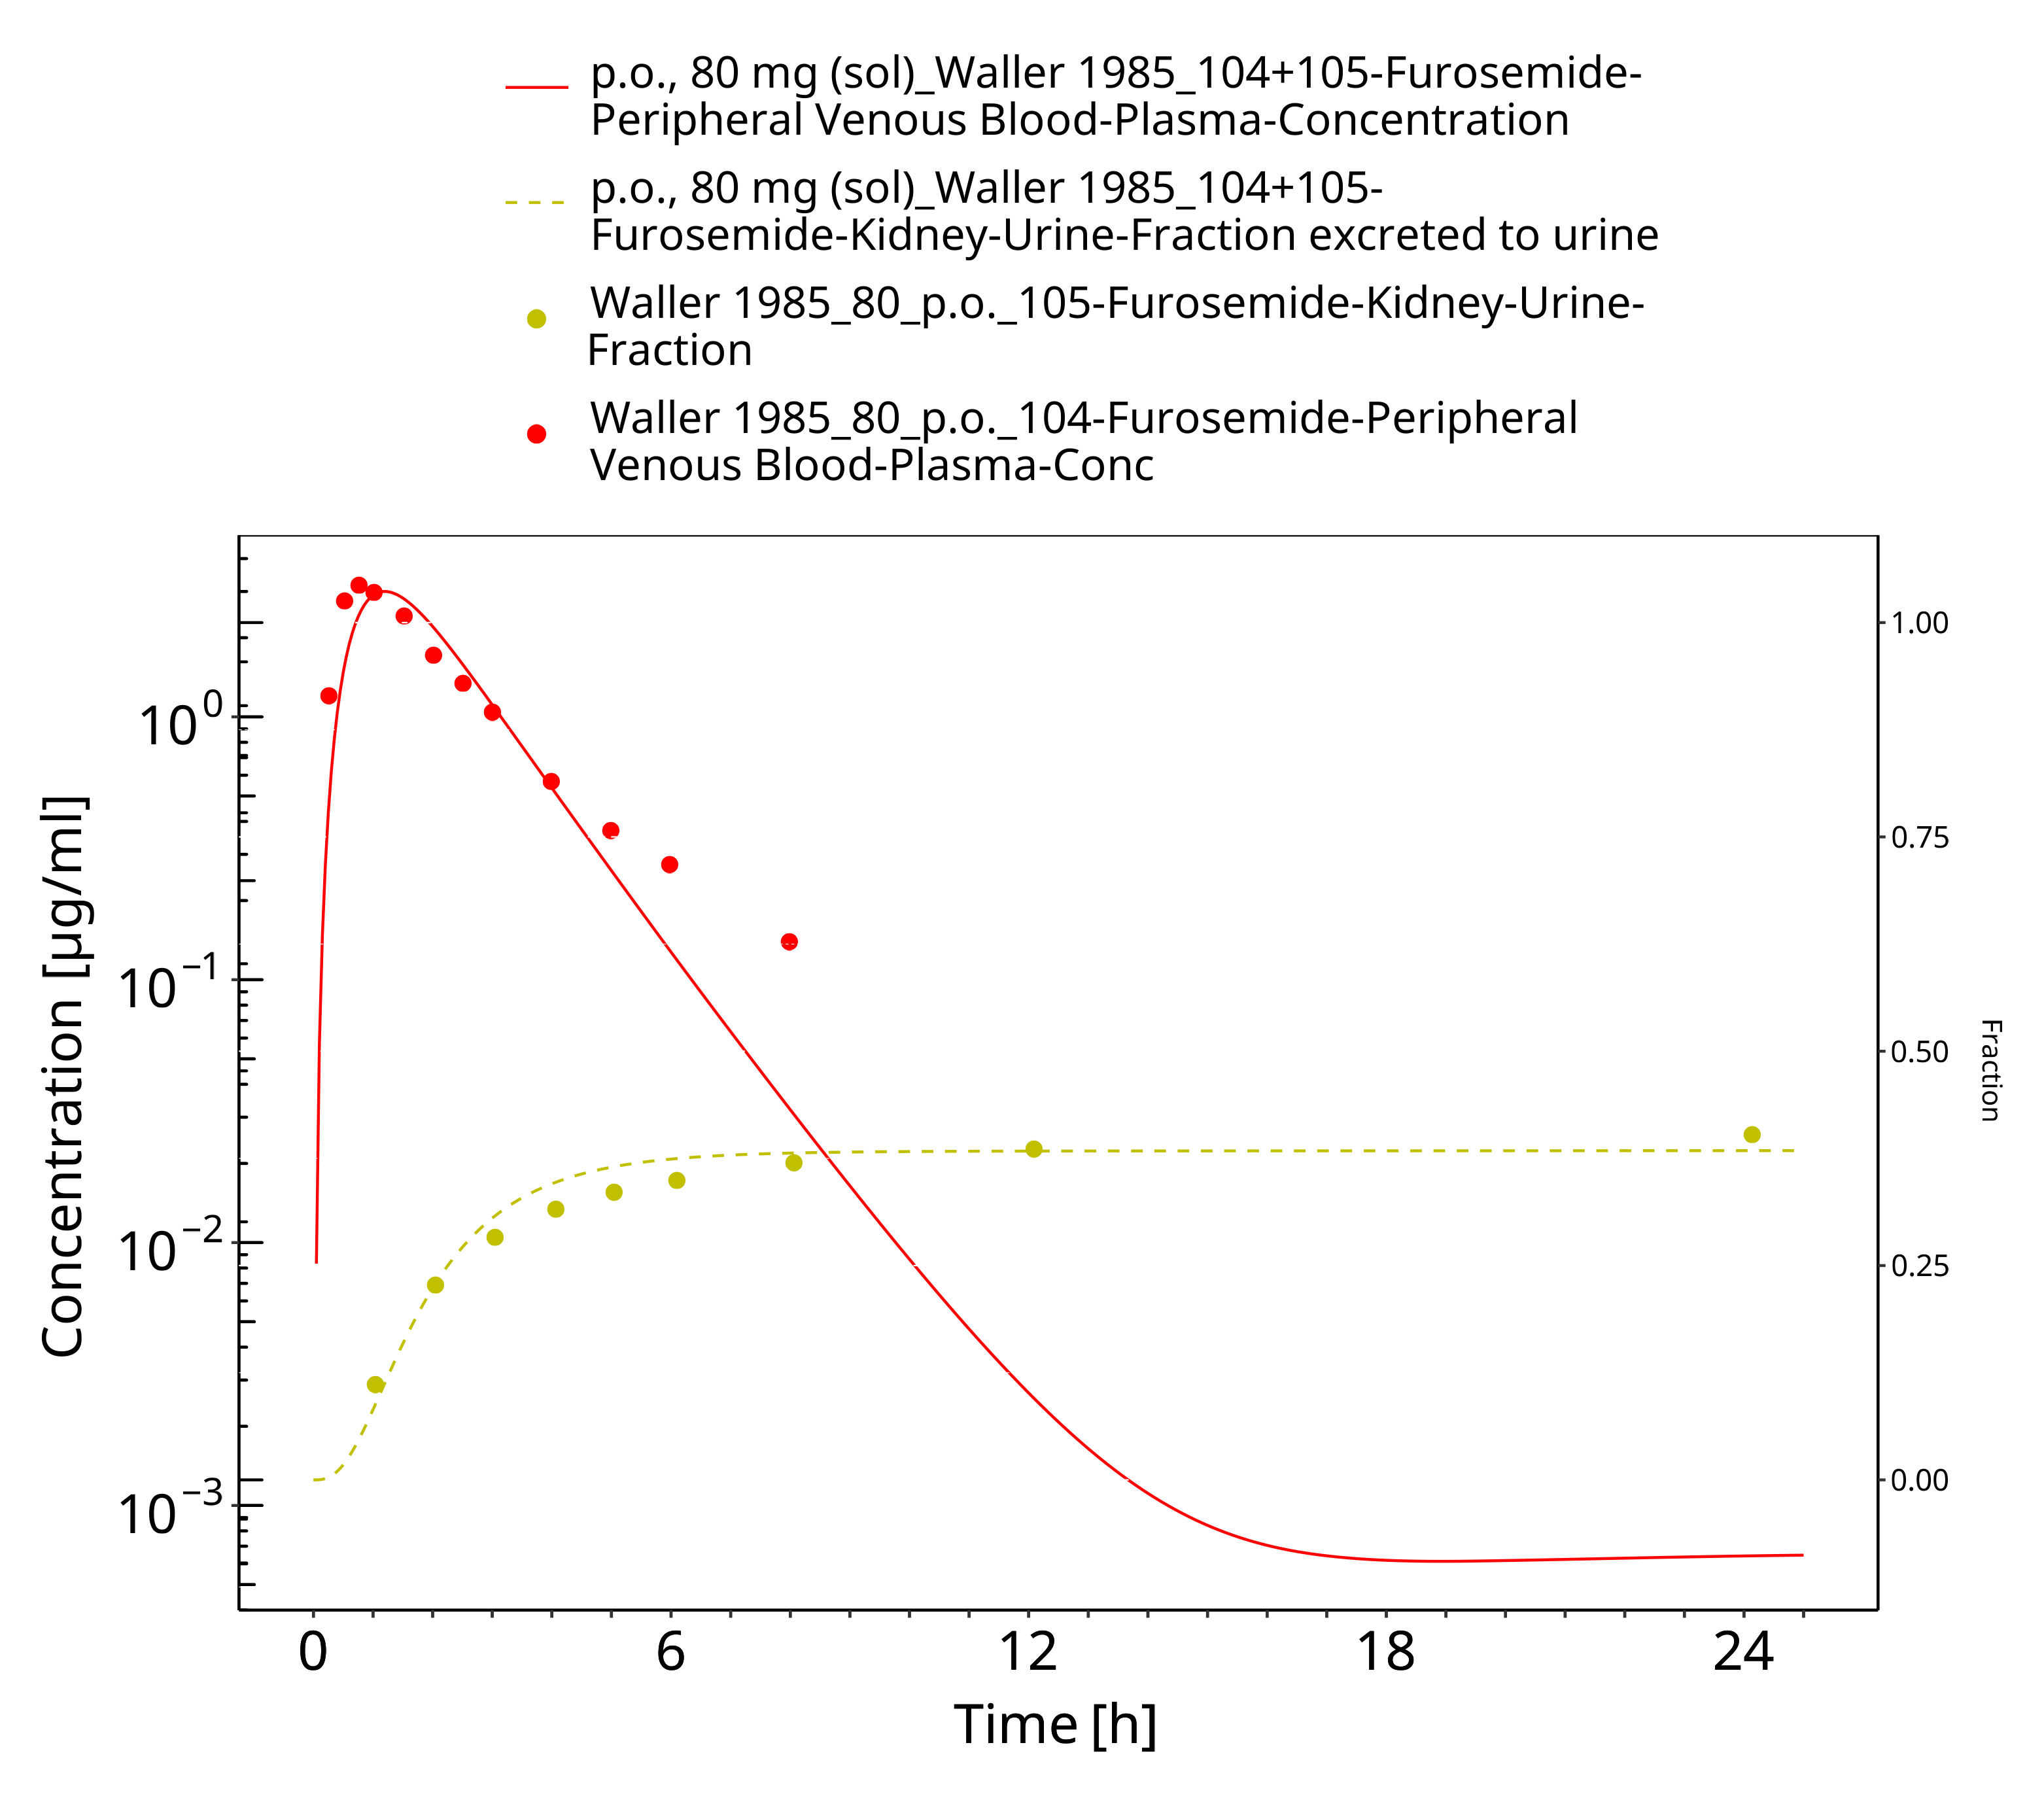 p.o., 80 mg (sol)_Waller 1985_104+105-Furosemide-
Peripheral Venous Blood-Plasma-Concentration
p.o., 80 mg (sol)_Waller 1985_104+105-
Furosemide-Kidney-Urine-Fraction excreted to urine
Waller 1985_80_p.o._105-Furosemide-Kidney-Urine-
Fraction
Waller 1985_80_p.o._104-Furosemide-Peripheral
Venous Blood-Plasma-Conc
Concentration [µg/ml]
10⁰
10⁻¹
10⁻²
10⁻³
1.00
0.75
0.50
0.25
0.00
Fraction
0 6 12 18 24
Time [h]